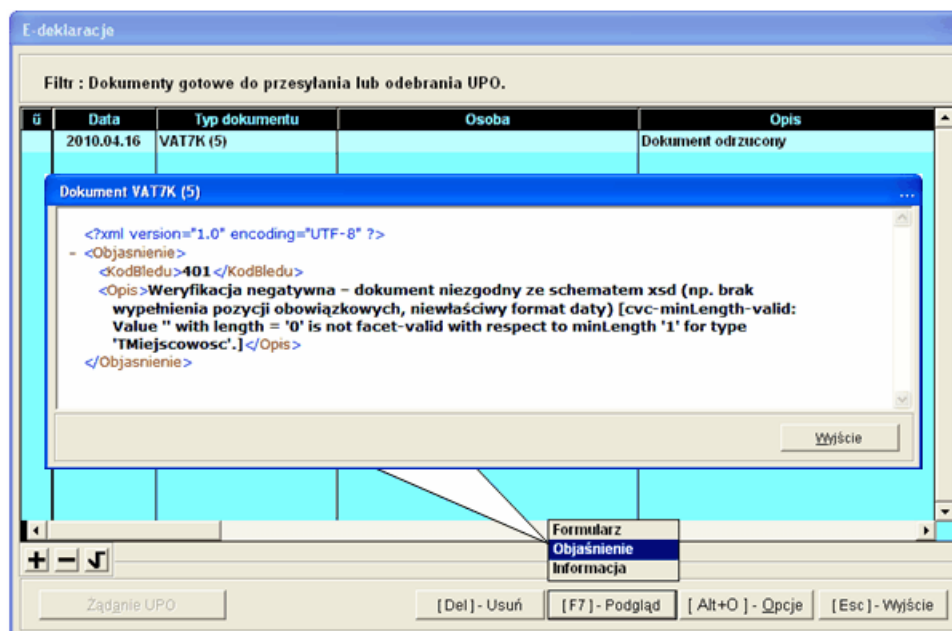 E-deklaracje
Filtr : Dokumenty gotowe do przesyłania lub odebrania UPO.
ű Data Typ dokumentu Osoba Opis
2010.04.16 VAT7K (5) Dokument odrzucony
Dokument VAT7K (5) ...
<?xml version="1.0" encoding="UTF-8" ?>
- <Objasnienie>
<KodBledu>401</KodBledu>
<Opis>Weryfikacja negatywna – dokument niezgodny ze schematem xsd (np. brak
wypełnienia pozycji obowiązkowych, niewłaściwy format daty) [cvc-minLength-valid:
Value '' with length = '0' is not facet-valid with respect to minLength '1' for type
'TMiejscowosc'.]</Opis>
</Objasnienie>
Wyjście
Formularz
Objaśnienie
Informacja
Żądanie UPO [ Del ] - Usuń [ F7 ] - Podgląd [ Alt+O ] - Opcje [ Esc ] - Wyjście